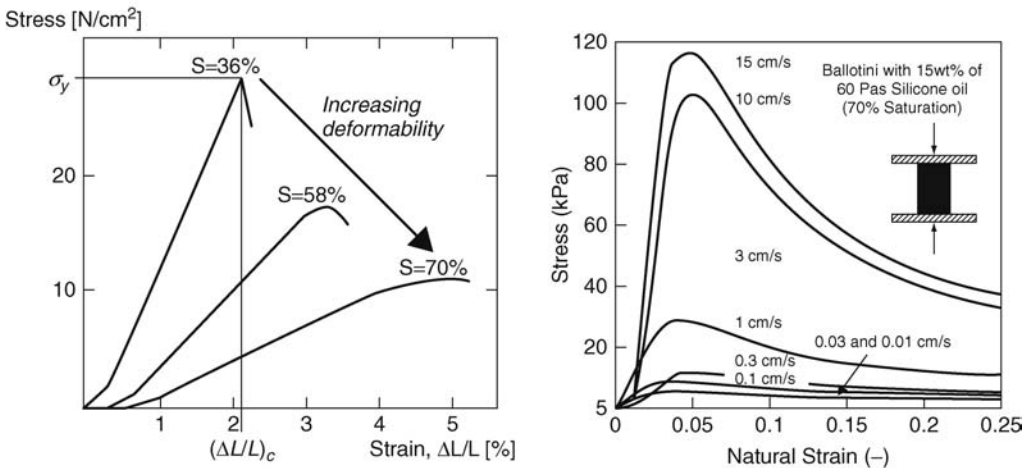 Stress [N/cm²]
σy
S=36%
Increasing
deformability
20
S=58%
S=70%
10
1
2
3
4
5
(ΔL/L)c
Strain, ΔL/L [%]
120
100
80
60
40
20
5
Stress (kPa)
15 cm/s
10 cm/s
3 cm/s
1 cm/s
0.3 cm/s
0.1 cm/s
0.03 and 0.01 cm/s
Ballotini with 15wt% of
60 Pas Silicone oil
(70% Saturation)
0
0.05
0.1
0.15
0.2
0.25
Natural Strain (–)